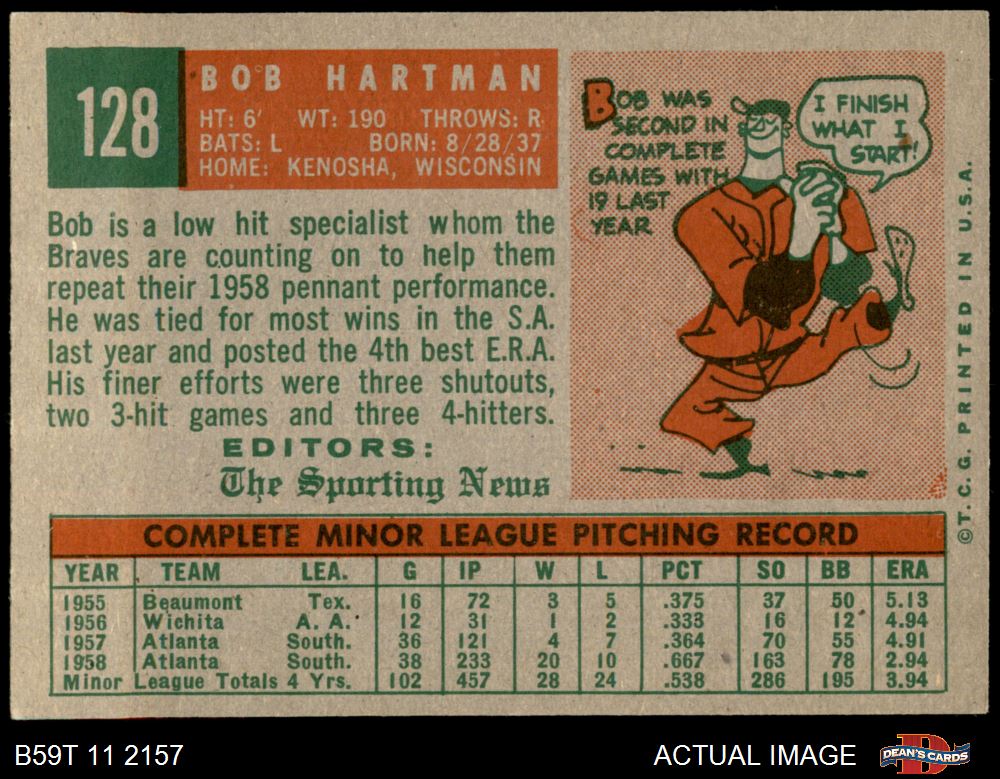 128
BOB HARTMAN
HT: 6' WT: 190 THROWS: R
BATS: L BORN: 8/28/37
HOME: KENOSHA, WISCONSIN
Bob is a low hit specialist whom the
Braves are counting on to help them
repeat their 1958 pennant performance.
He was tied for most wins in the S.A.
last year and posted the 4th best E.R.A.
His finer efforts were three shutouts,
two 3-hit games and three 4-hitters.
EDITORS:
The Sporting News
BOB WAS
SECOND IN
COMPLETE
GAMES WITH
19 LAST
YEAR
I FINISH
WHAT I
START!
©T. C. G. PRINTED IN U.S.A.
COMPLETE MINOR LEAGUE PITCHING RECORD
YEAR TEAM LEA. G IP W L PCT SO BB ERA
1955 Beaumont Tex. 16 72 3 5 .375 37 50 5.13
1956 Wichita A. A. 12 31 1 2 .333 16 12 4.94
1957 Atlanta South. 36 121 4 7 .364 70 55 4.91
1958 Atlanta South. 38 233 20 10 .667 163 78 2.94
Minor League Totals 4 Yrs. 102 457 28 24 .538 286 195 3.94
B59T 11 2157
ACTUAL IMAGE
DEAN'S CARDS